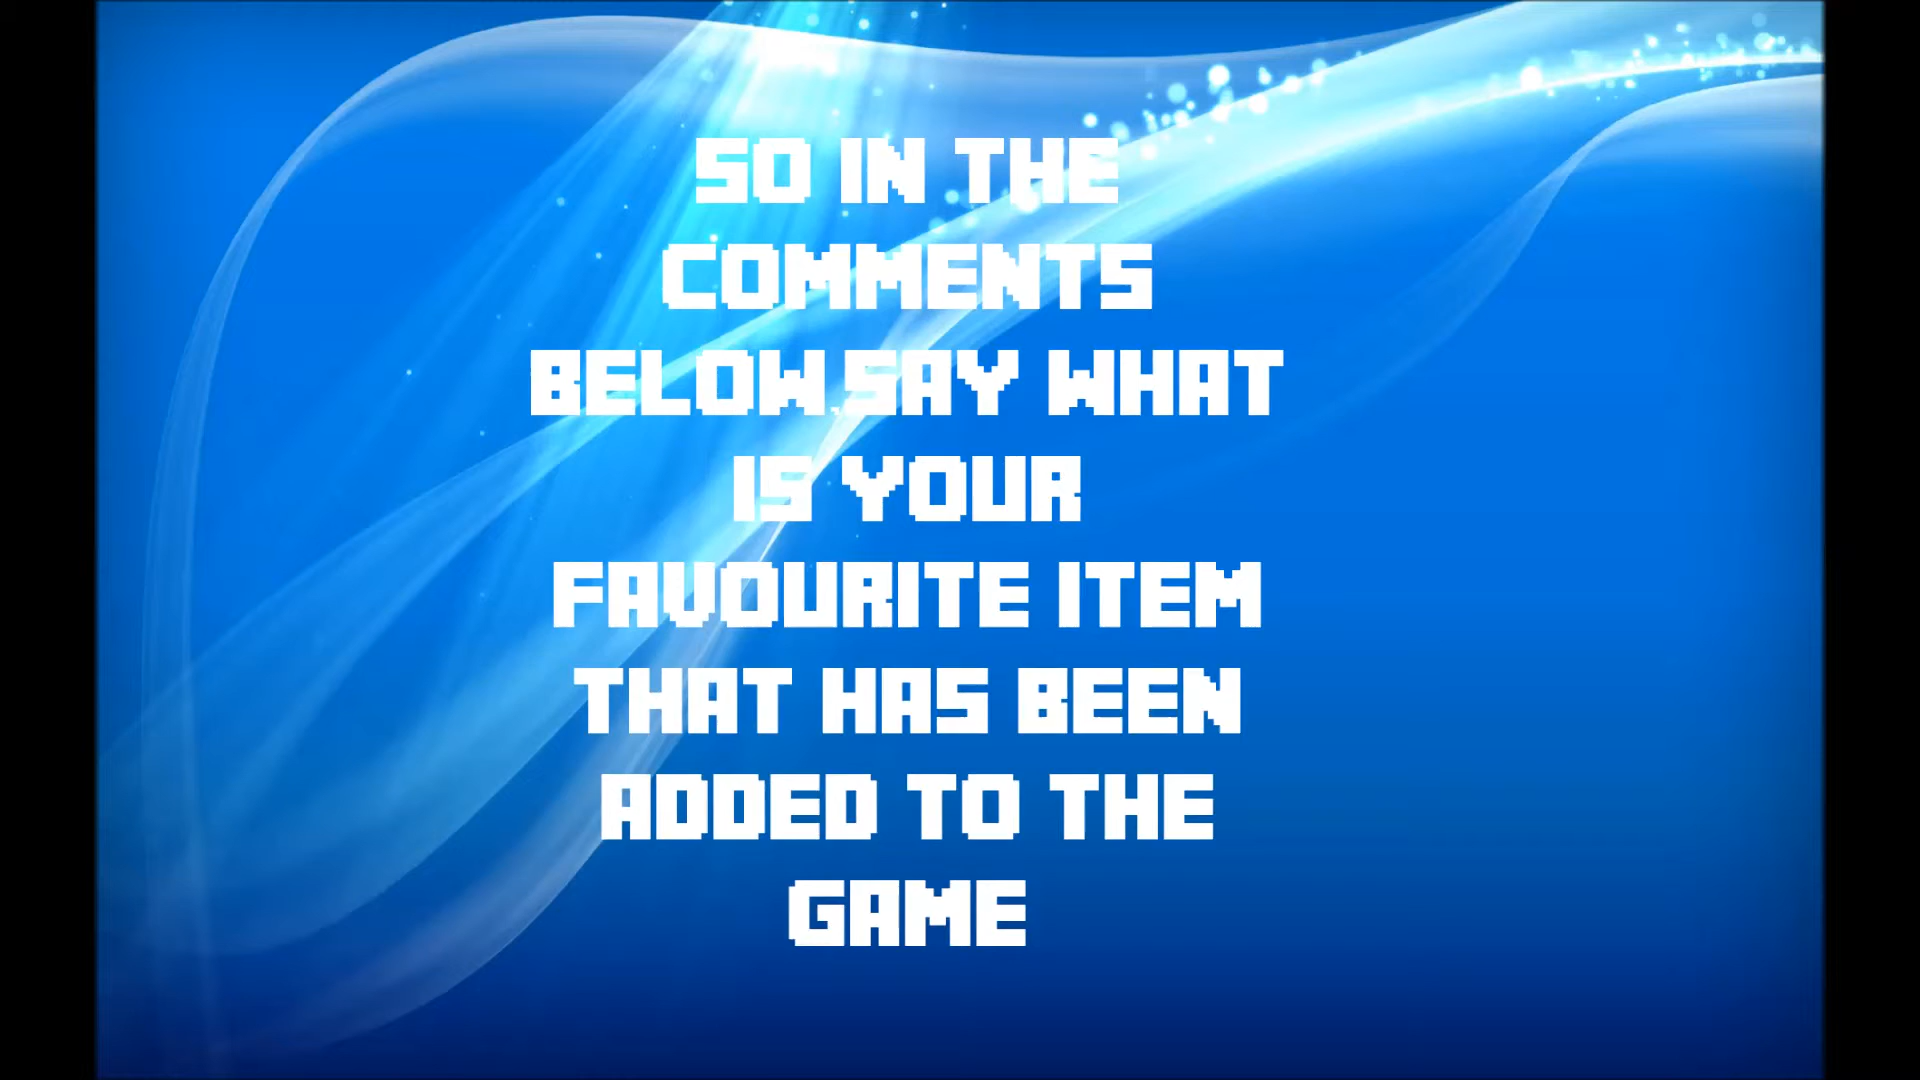 SO IN THE
COMMENTS
BELOW,SAY WHAT
IS YOUR
FAVOURITE ITEM
THAT HAS BEEN
ADDED TO THE
GAME